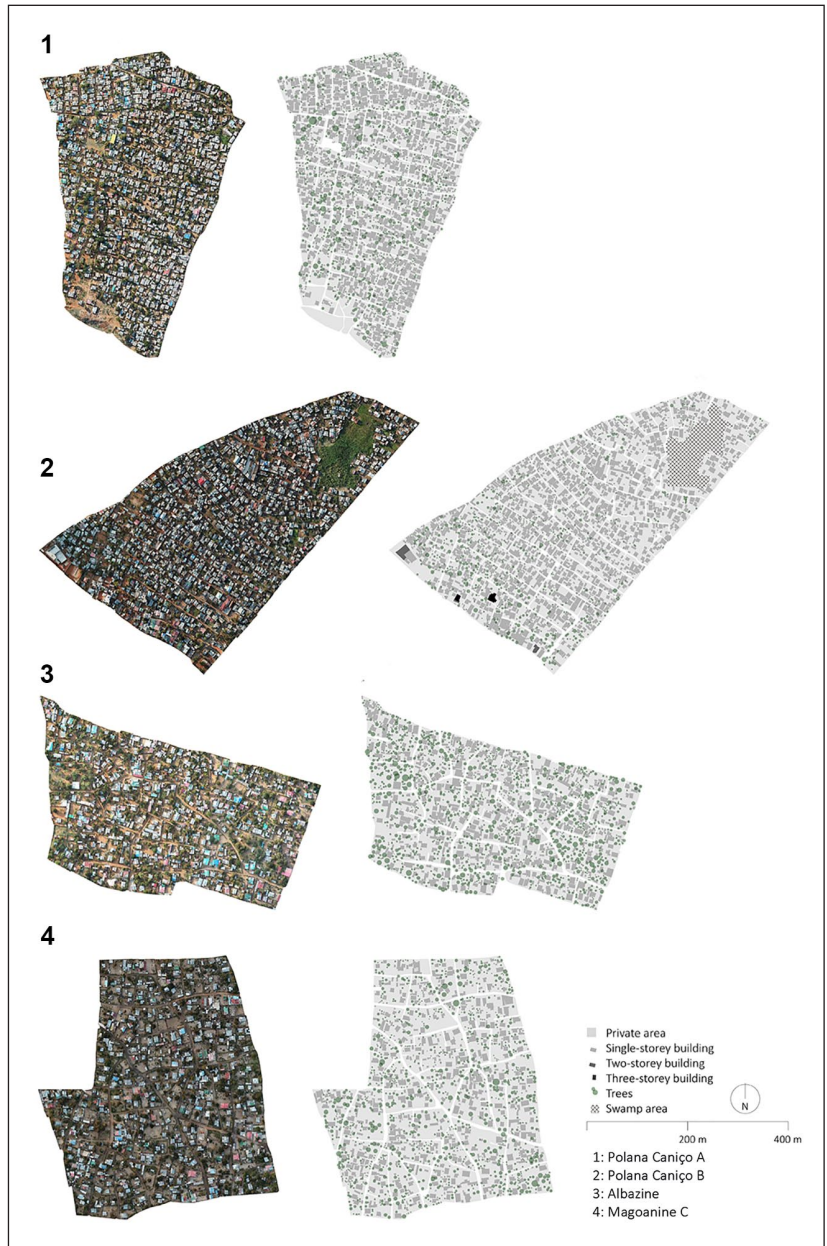 1
2
3
4
Private area
Single-storey building
Two-storey building
Three-storey building
Trees
Swamp area
N
200 m
400 m
1: Polana Caniço A
2: Polana Caniço B
3: Albazine
4: Magoanine C